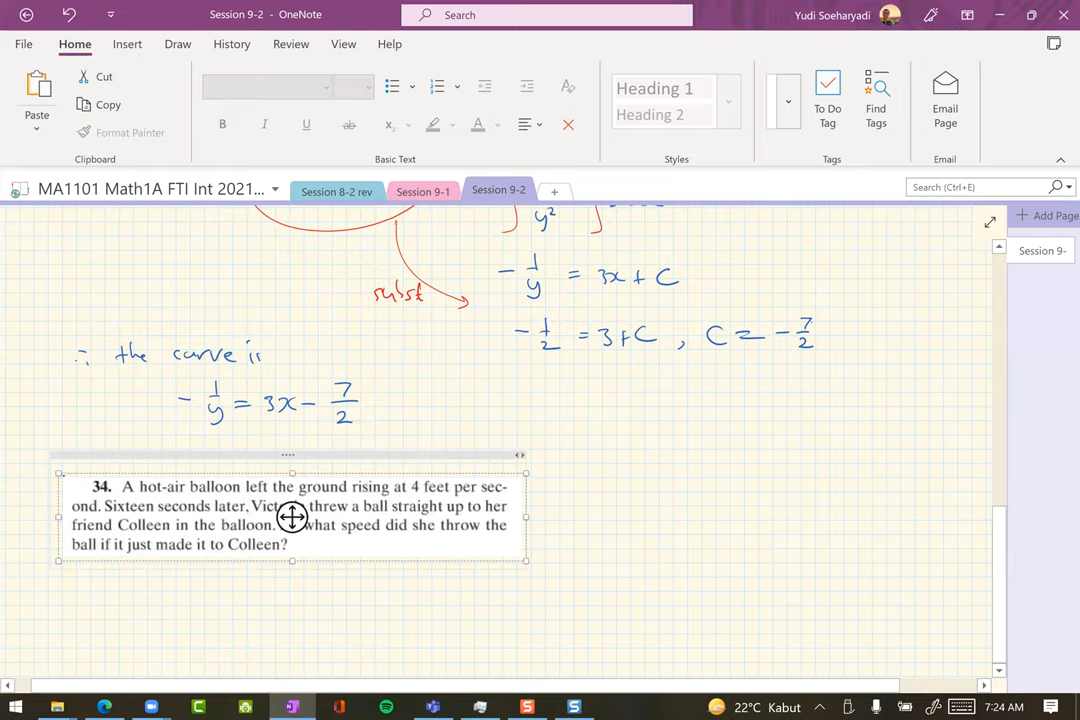 Session 9-2 - OneNote
Search
Yudi Soeharyadi
File Home Insert Draw History Review View Help
Paste
Cut
Copy
Format Painter
Clipboard
B I U ab x A
Basic Text
Heading 1
Heading 2
Styles
To Do Tag
Find Tags
Tags
Email Page
Email
MA1101 Math1A FTI Int 2021...
Session 8-2 rev
Session 9-1
Session 9-2
Search (Ctrl+E)
Add Page
Session 9-
y²
- 1/y = 3x + C
subst
- 1/2 = 3 + C , C = - 7/2
∴ the curve is
- 1/y = 3x - 7/2
34. A hot-air balloon left the ground rising at 4 feet per sec-
ond. Sixteen seconds later, threw a ball straight up to her
friend Colleen in the balloon. what speed did she throw the
ball if it just made it to Colleen?
22°C Kabut
7:24 AM